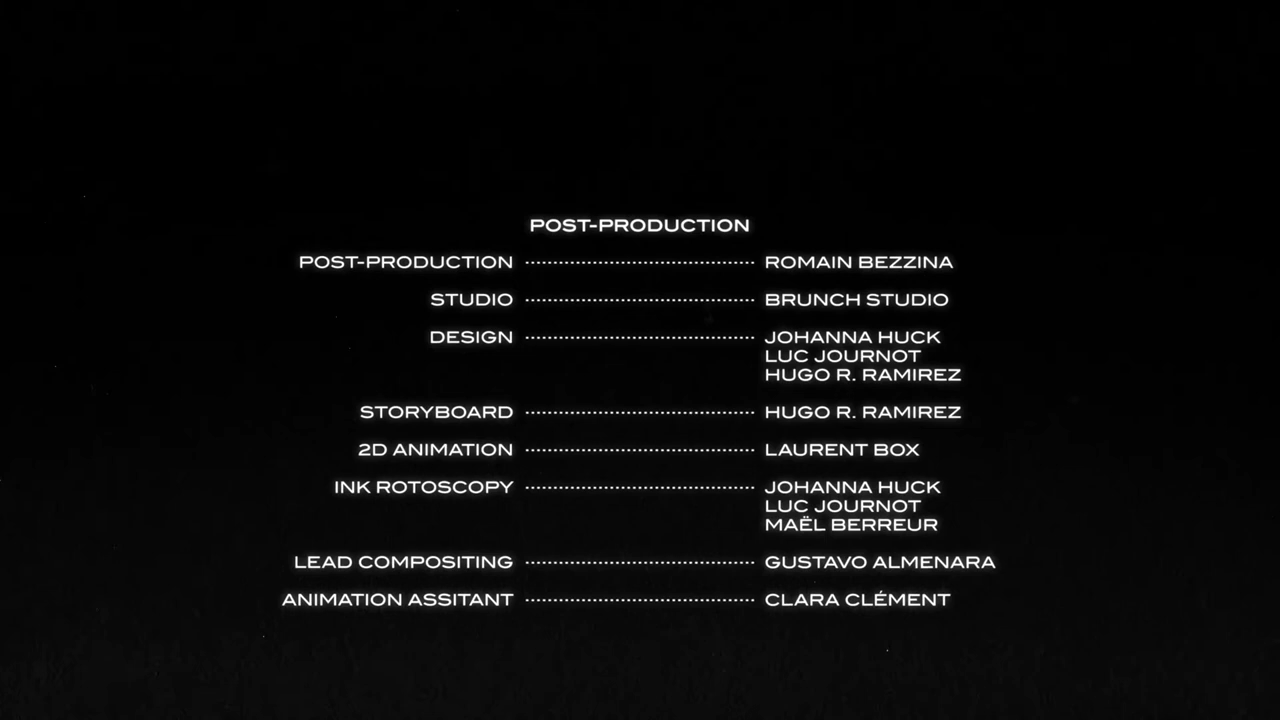 POST-PRODUCTION
POST-PRODUCTION ROMAIN BEZZINA
STUDIO BRUNCH STUDIO
DESIGN JOHANNA HUCK
LUC JOURNOT
HUGO R. RAMIREZ
STORYBOARD HUGO R. RAMIREZ
2D ANIMATION LAURENT BOX
INK ROTOSCOPY JOHANNA HUCK
LUC JOURNOT
MAËL BERREUR
LEAD COMPOSITING GUSTAVO ALMENARA
ANIMATION ASSITANT CLARA CLÉMENT